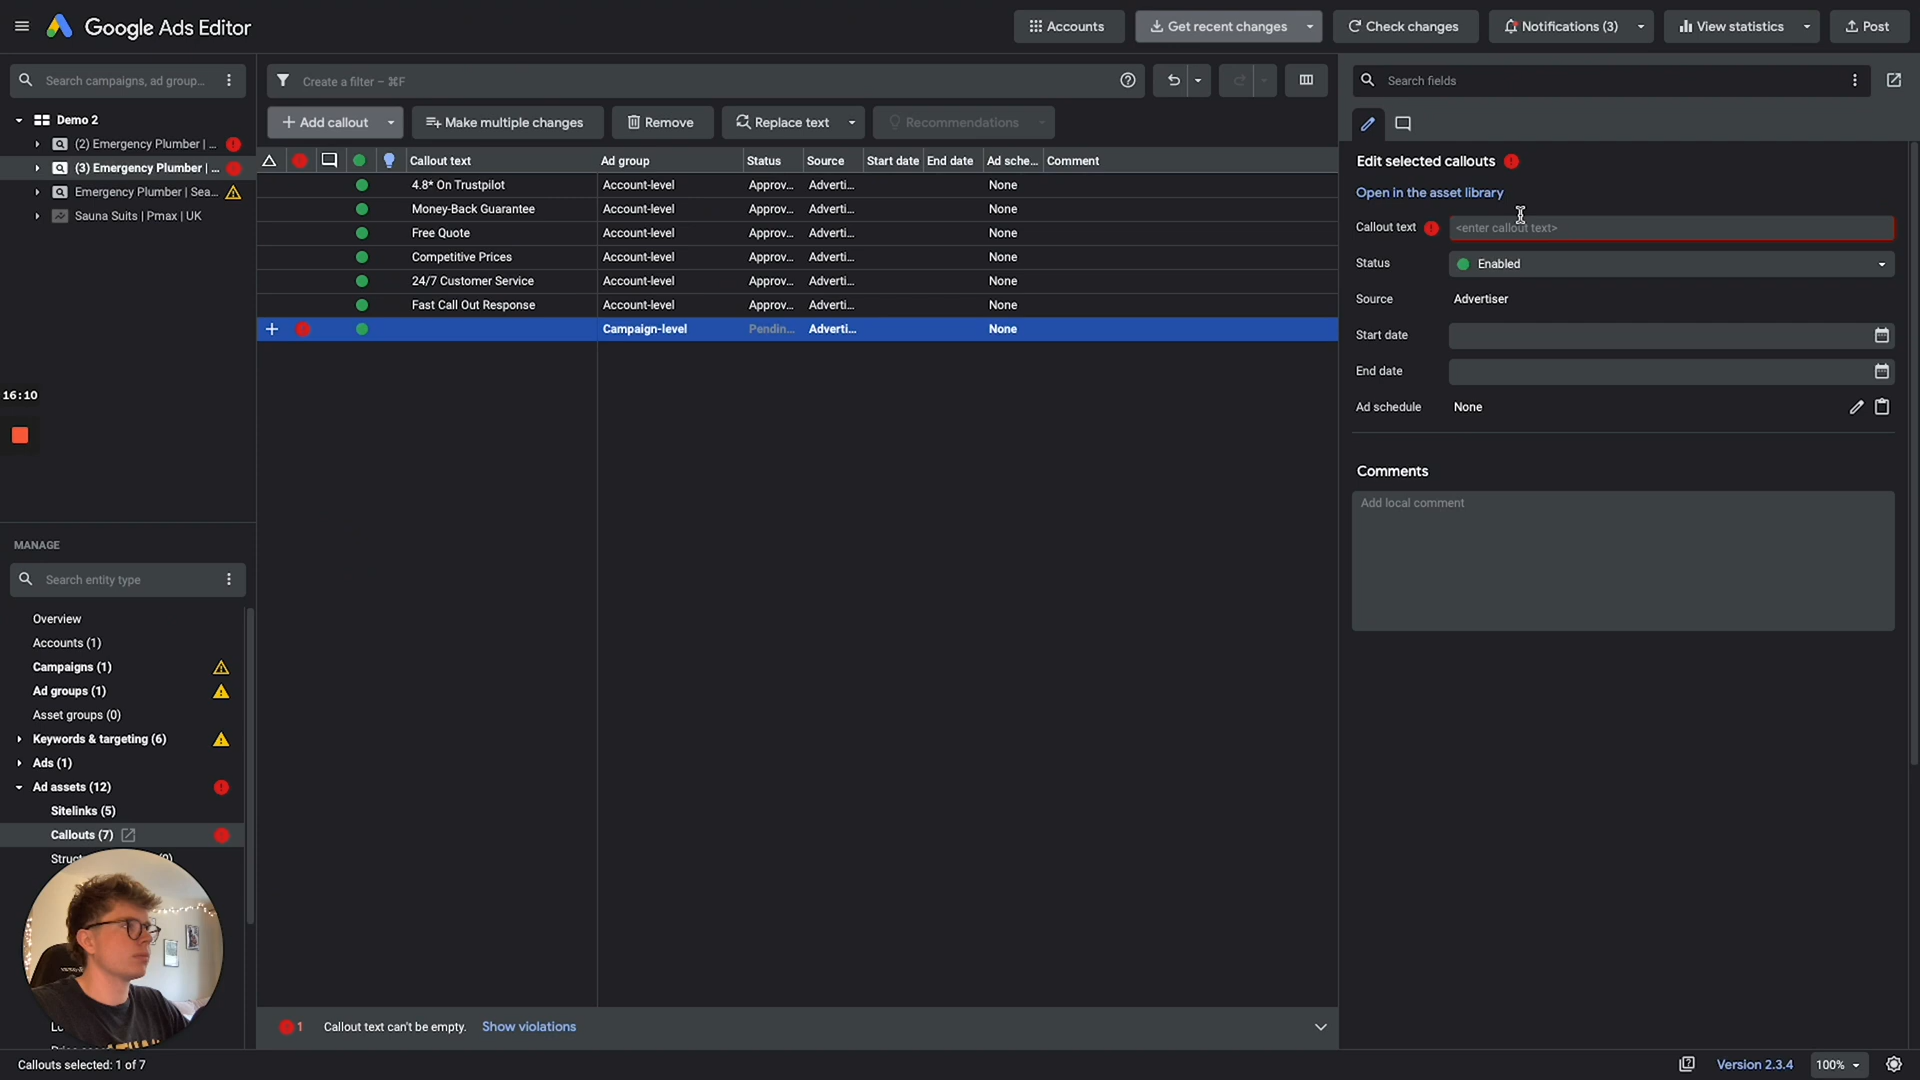 Google Ads Editor
Accounts
Get recent changes
Check changes
Notifications (3)
View statistics
Post
Search campaigns, ad group...
Demo 2
(2) Emergency Plumber | ...
(3) Emergency Plumber | ...
Emergency Plumber | Sea...
Sauna Suits | Pmax | UK
16:10
MANAGE
Search entity type
Overview
Accounts (1)
Campaigns (1)
Ad groups (1)
Asset groups (0)
Keywords & targeting (6)
Ads (1)
Ad assets (12)
Sitelinks (5)
Callouts (7)
Callouts selected: 1 of 7
Create a filter – ⌘F
Add callout
Make multiple changes
Remove
Replace text
Recommendations
Callout text Ad group Status Source Start date End date Ad sche... Comment
4.8* On Trustpilot Account-level Approv... Adverti... None
Money-Back Guarantee Account-level Approv... Adverti... None
Free Quote Account-level Approv... Adverti... None
Competitive Prices Account-level Approv... Adverti... None
24/7 Customer Service Account-level Approv... Adverti... None
Fast Call Out Response Account-level Approv... Adverti... None
Campaign-level Pendin... Adverti... None
1 Callout text can't be empty. Show violations
Search fields
Edit selected callouts
Open in the asset library
Callout text <enter callout text>
Status Enabled
Source Advertiser
Start date
End date
Ad schedule None
Comments
Add local comment
Version 2.3.4
100%